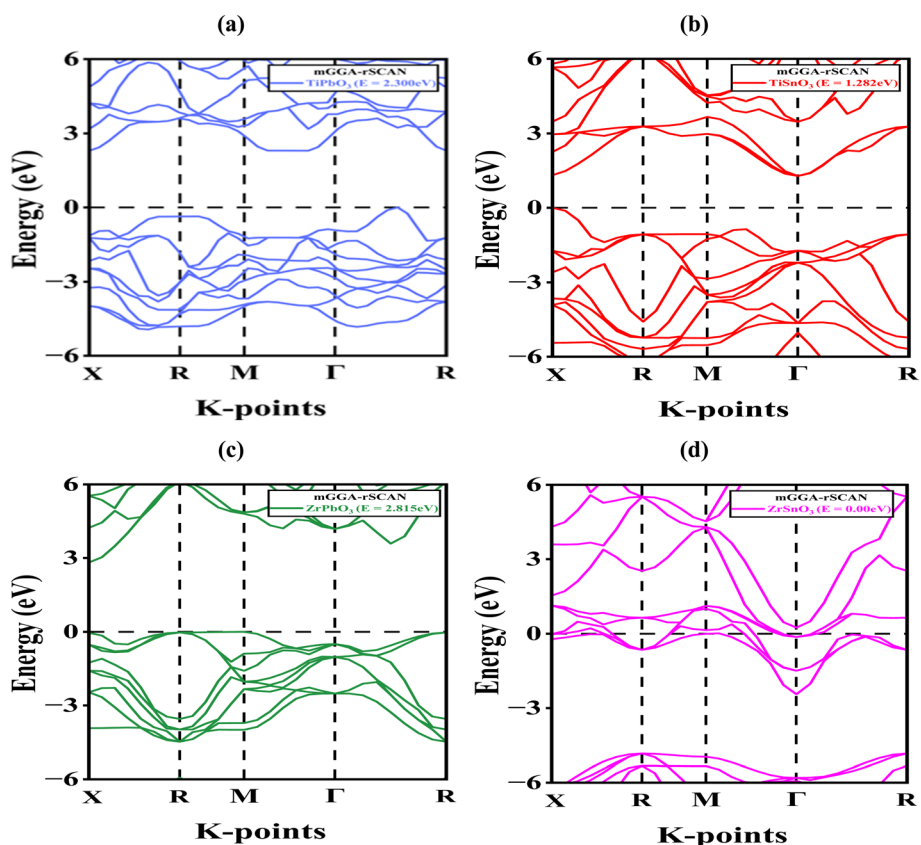 (a)
mGGA-rSCAN
TiPbO₃ (E = 2.300eV)
6
3
0
−3
−6
Energy (eV)
X R M Γ R
K-points
(b)
mGGA-rSCAN
TiSnO₃ (E = 1.282eV)
6
3
0
−3
−6
Energy (eV)
X R M Γ R
K-points
(c)
mGGA-rSCAN
ZrPbO₃ (E = 2.815eV)
6
3
0
−3
−6
Energy (eV)
X R M Γ R
K-points
(d)
mGGA-rSCAN
ZrSnO₃ (E = 0.00eV)
6
3
0
−3
−6
Energy (eV)
X R M Γ R
K-points